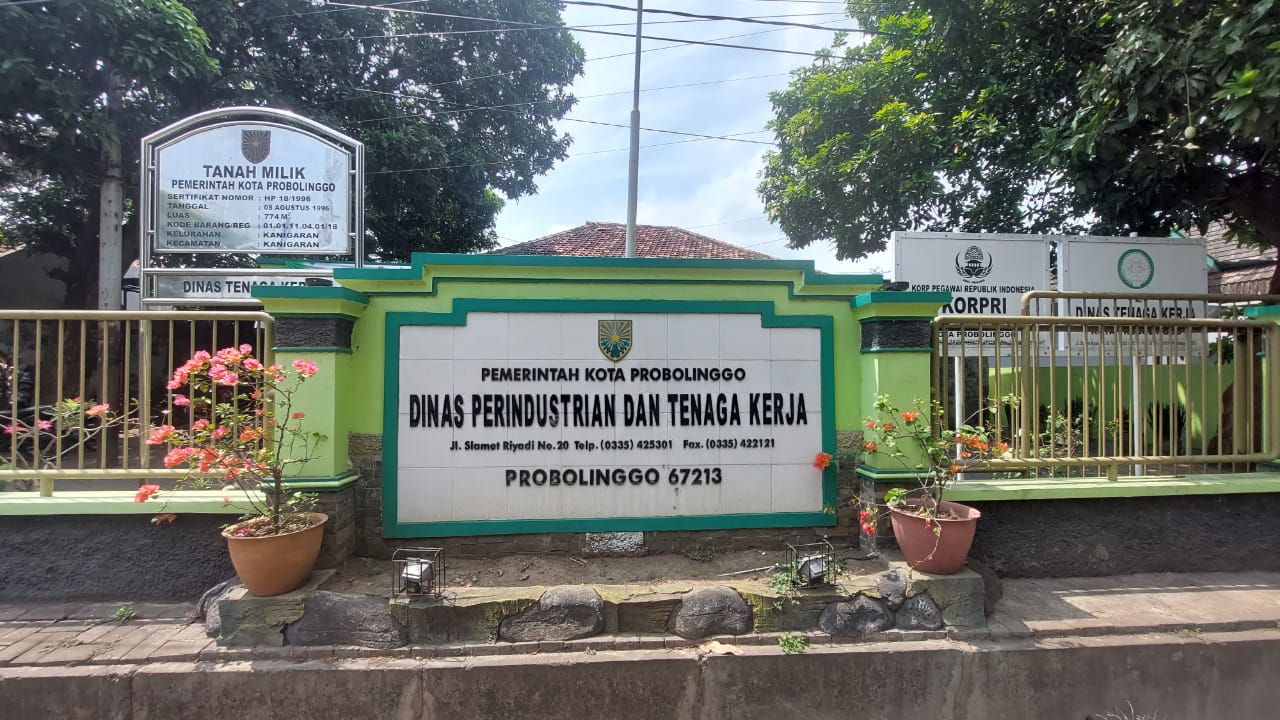 TANAH MILIK
PEMERINTAH KOTA PROBOLINGGO
SERTIFIKAT NOMOR : HP 18/1996
TANGGAL : 08 AGUSTUS 1996
LUAS : 774 M²
KODE BARANG/REG : 01.01.11.04.01/18
KELURAHAN : KANIGARAN
KECAMATAN : KANIGARAN
DINAS TENAGA
PEMERINTAH KOTA PROBOLINGGO
DINAS PERINDUSTRIAN DAN TENAGA KERJA
Jl. Slamet Riyadi No.20 Telp.(0335) 425301 Fax.(0335) 422121
PROBOLINGGO 67213
KORP PEGAWAI REPUBLIK INDONESIA
KORPRI
PROBOLINGGO
DINAS TENAGA KERJA